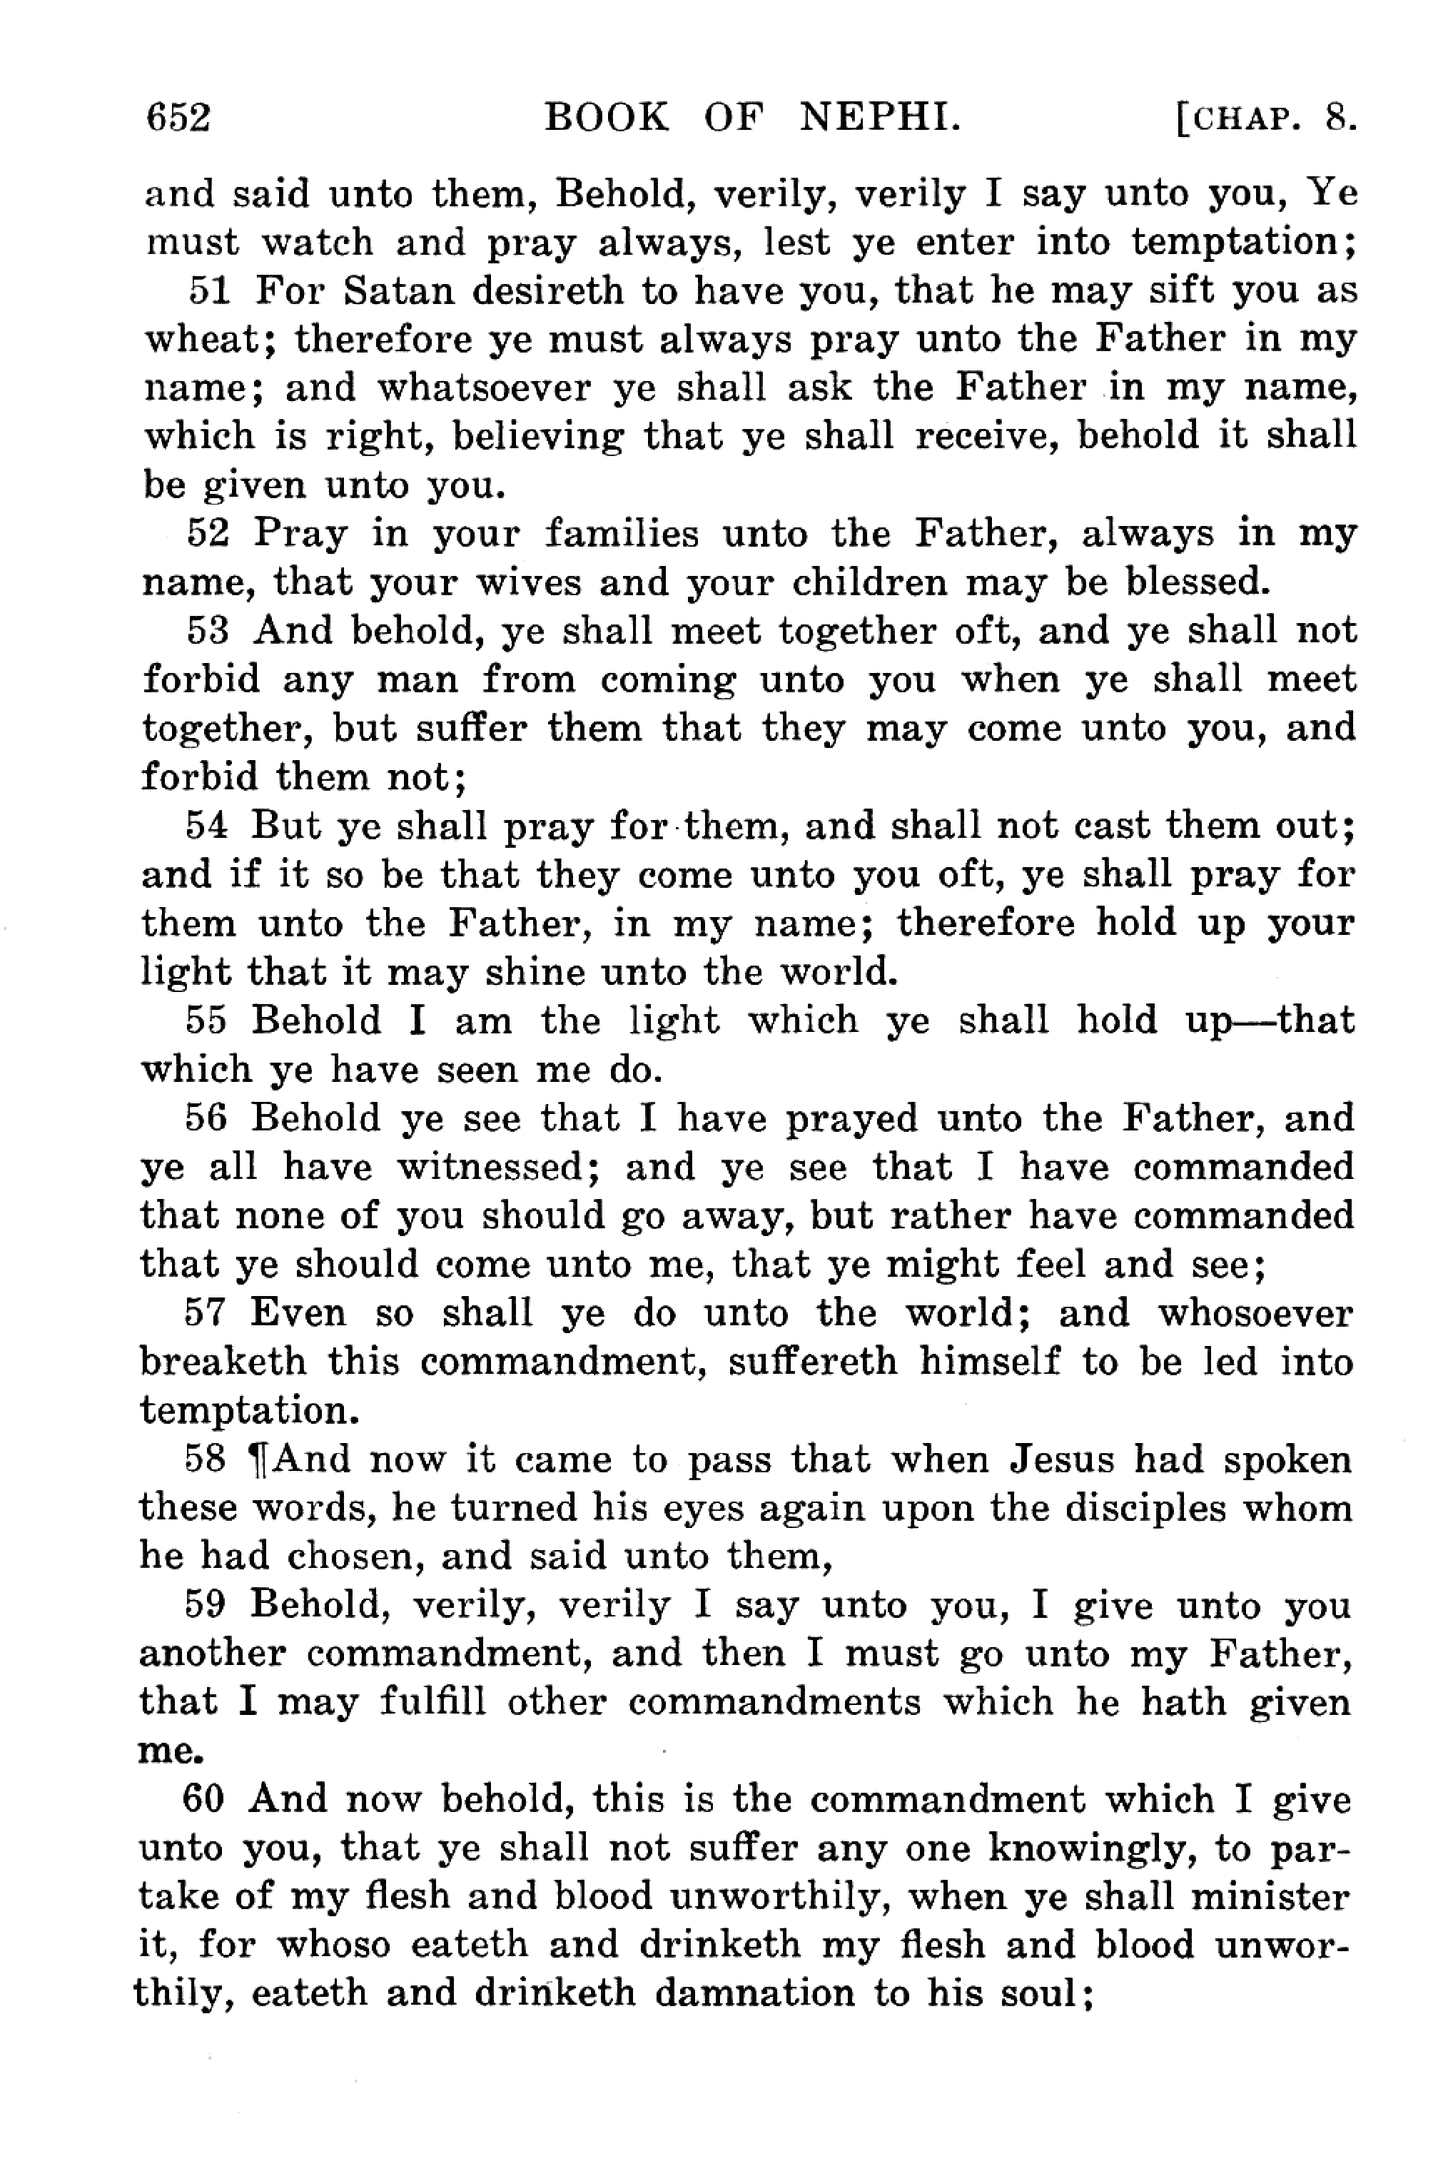 652 BOOK OF NEPHI. [CHAP. 8.
and said unto them, Behold, verily, verily I say unto you, Ye
must watch and pray always, lest ye enter into temptation;
51 For Satan desireth to have you, that he may sift you as
wheat; therefore ye must always pray unto the Father in my
name; and whatsoever ye shall ask the Father in my name,
which is right, believing that ye shall receive, behold it shall
be given unto you.
52 Pray in your families unto the Father, always in my
name, that your wives and your children may be blessed.
53 And behold, ye shall meet together oft, and ye shall not
forbid any man from coming unto you when ye shall meet
together, but suffer them that they may come unto you, and
forbid them not;
54 But ye shall pray for them, and shall not cast them out;
and if it so be that they come unto you oft, ye shall pray for
them unto the Father, in my name; therefore hold up your
light that it may shine unto the world.
55 Behold I am the light which ye shall hold up—that
which ye have seen me do.
56 Behold ye see that I have prayed unto the Father, and
ye all have witnessed; and ye see that I have commanded
that none of you should go away, but rather have commanded
that ye should come unto me, that ye might feel and see;
57 Even so shall ye do unto the world; and whosoever
breaketh this commandment, suffereth himself to be led into
temptation.
58 ¶And now it came to pass that when Jesus had spoken
these words, he turned his eyes again upon the disciples whom
he had chosen, and said unto them,
59 Behold, verily, verily I say unto you, I give unto you
another commandment, and then I must go unto my Father,
that I may fulfill other commandments which he hath given
me.
60 And now behold, this is the commandment which I give
unto you, that ye shall not suffer any one knowingly, to par-
take of my flesh and blood unworthily, when ye shall minister
it, for whoso eateth and drinketh my flesh and blood unwor-
thily, eateth and drinketh damnation to his soul;